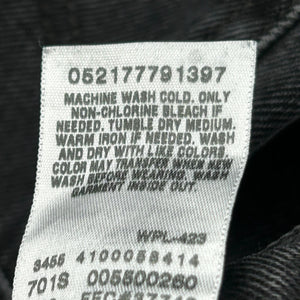 052177791397
MACHINE WASH COLD. ONLY
NON-CHLORINE BLEACH IF
NEEDED. TUMBLE DRY MEDIUM.
WARM IRON IF NEEDED. WASH
AND DRY WITH LIKE COLORS
COLOR MAY TRANSFER WHEN NEW
WASH BEFORE WEARING. WASH
GARMENT INSIDE OUT.
WPL-423
4100058414
701S 005500260